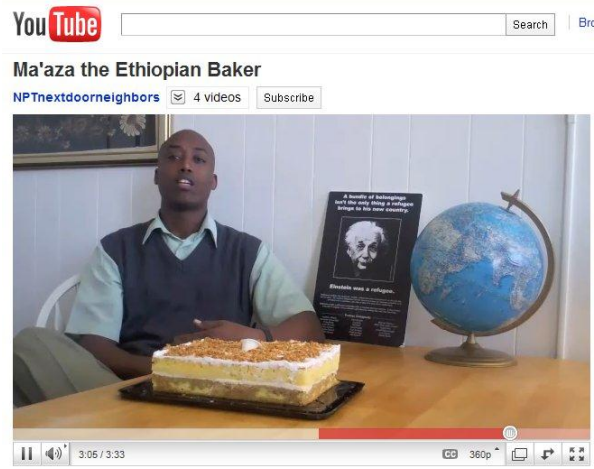 YouTube
Search
Bro
Ma'aza the Ethiopian Baker
NPTnextdoorneighbors 4 videos Subscribe
A bundle of belongings
isn't the only thing a refugee
brings to his new country.
Einstein was a refugee.
3:05 / 3:33 CC 360p